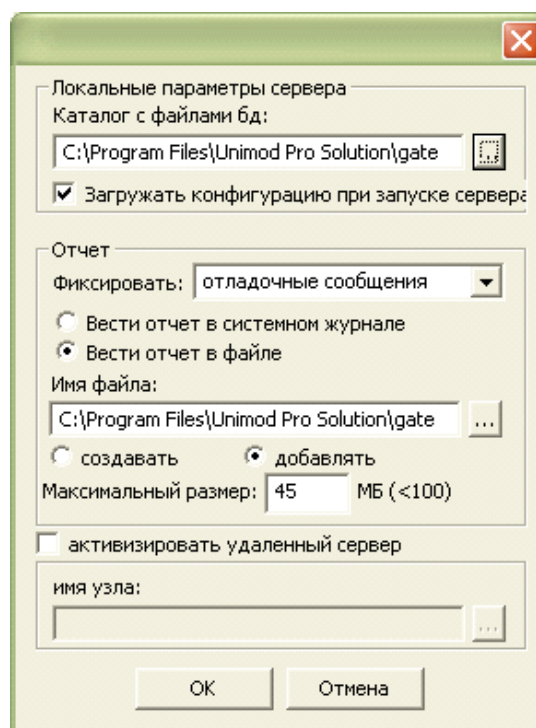 Локальные параметры сервера
Каталог с файлами бд:
C:\Program Files\Unimod Pro Solution\gate
...
Загружать конфигурацию при запуске сервера
Отчет
Фиксировать: отладочные сообщения
Вести отчет в системном журнале
Вести отчет в файле
Имя файла:
C:\Program Files\Unimod Pro Solution\gate ...
создавать добавлять
Максимальный размер: 45 МБ (<100)
активизировать удаленный сервер
имя узла:
...
ОК Отмена